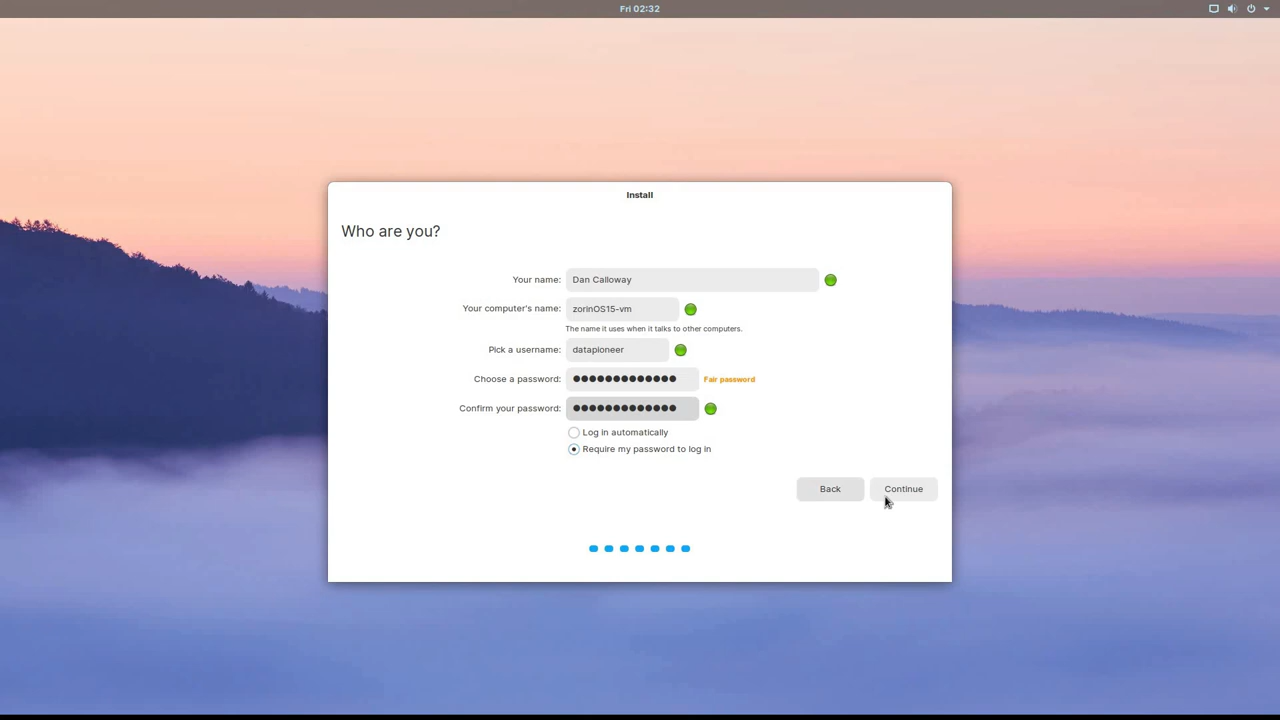 Fri 02:32
Install
Who are you?
Your name: Dan Calloway
Your computer's name: zorinOS15-vm
The name it uses when it talks to other computers.
Pick a username: datapioneer
Choose a password: ●●●●●●●●●●●●● Fair password
Confirm your password: ●●●●●●●●●●●●●
Log in automatically
Require my password to log in
Back Continue